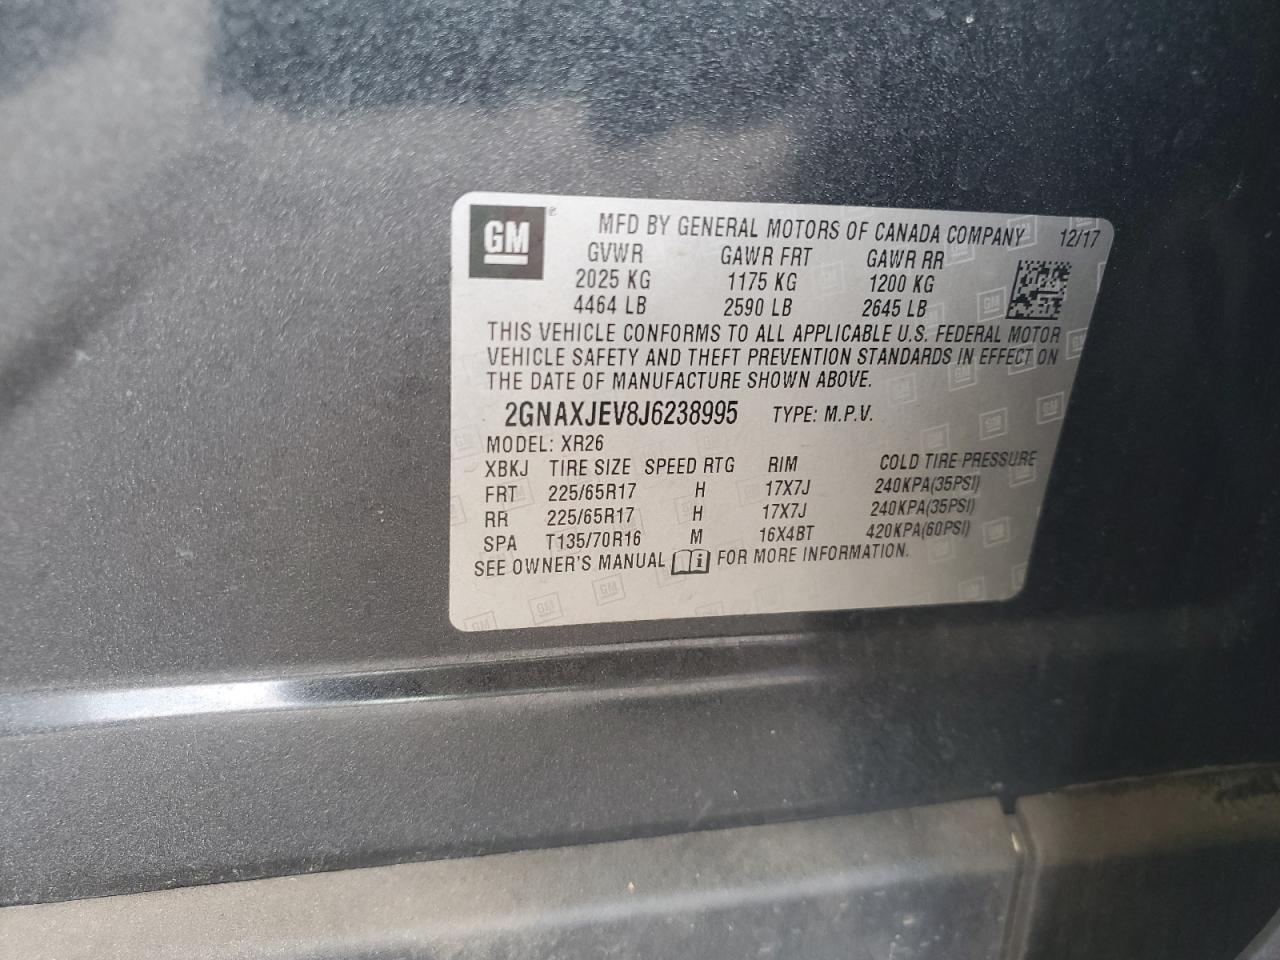 GM ® MFD BY GENERAL MOTORS OF CANADA COMPANY 12/17
GVWR GAWR FRT GAWR RR
2025 KG 1175 KG 1200 KG
4464 LB 2590 LB 2645 LB
THIS VEHICLE CONFORMS TO ALL APPLICABLE U.S. FEDERAL MOTOR
VEHICLE SAFETY AND THEFT PREVENTION STANDARDS IN EFFECT ON
THE DATE OF MANUFACTURE SHOWN ABOVE.
2GNAXJEV8J6238995 TYPE: M.P.V.
MODEL: XR26
XBKJ TIRE SIZE SPEED RTG RIM COLD TIRE PRESSURE
FRT 225/65R17 H 17X7J 240KPA(35PSI)
RR 225/65R17 H 17X7J 240KPA(35PSI)
SPA T135/70R16 M 16X4BT 420KPA(60PSI)
SEE OWNER'S MANUAL i FOR MORE INFORMATION.